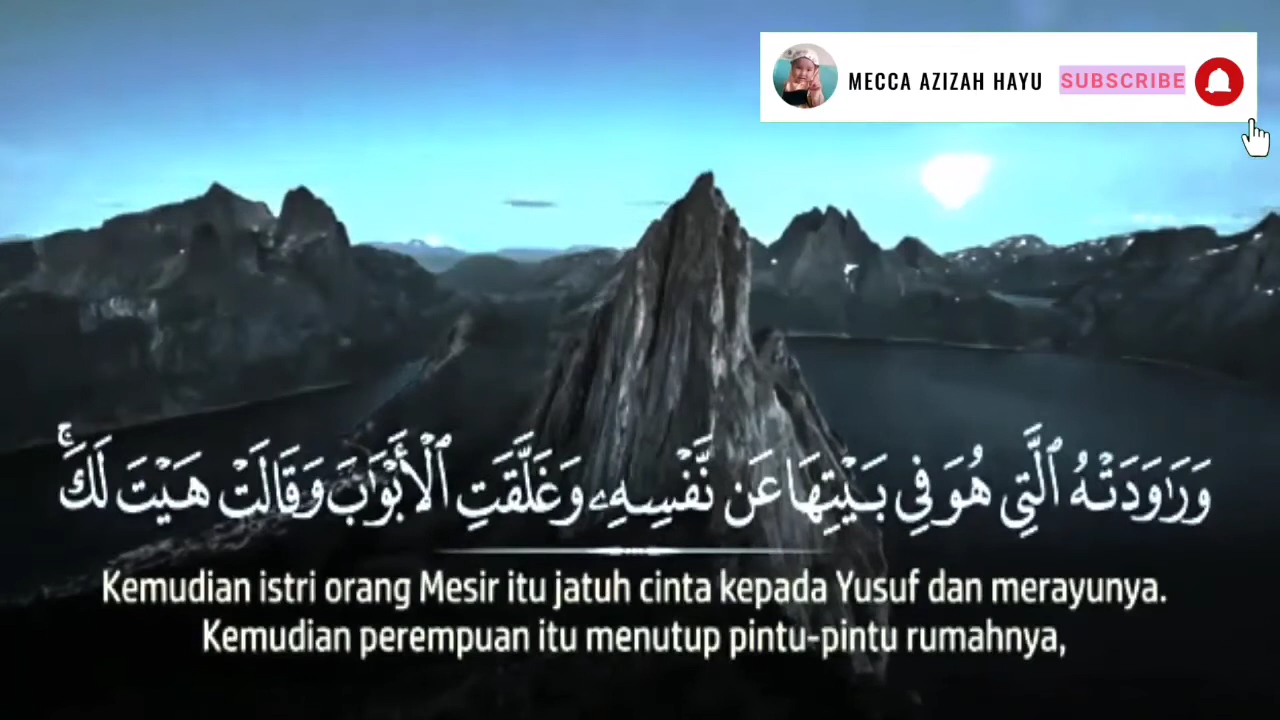 MECCA AZIZAH HAYU SUBSCRIBE
وَرَٰوَدَتْهُ ٱلَّتِي هُوَ فِي بَيْتِهَا عَن نَّفْسِهِۦ وَغَلَّقَتِ ٱلْأَبْوَٰبَ وَقَالَتْ هَيْتَ لَكَۚ
Kemudian istri orang Mesir itu jatuh cinta kepada Yusuf dan merayunya.
Kemudian perempuan itu menutup pintu-pintu rumahnya,